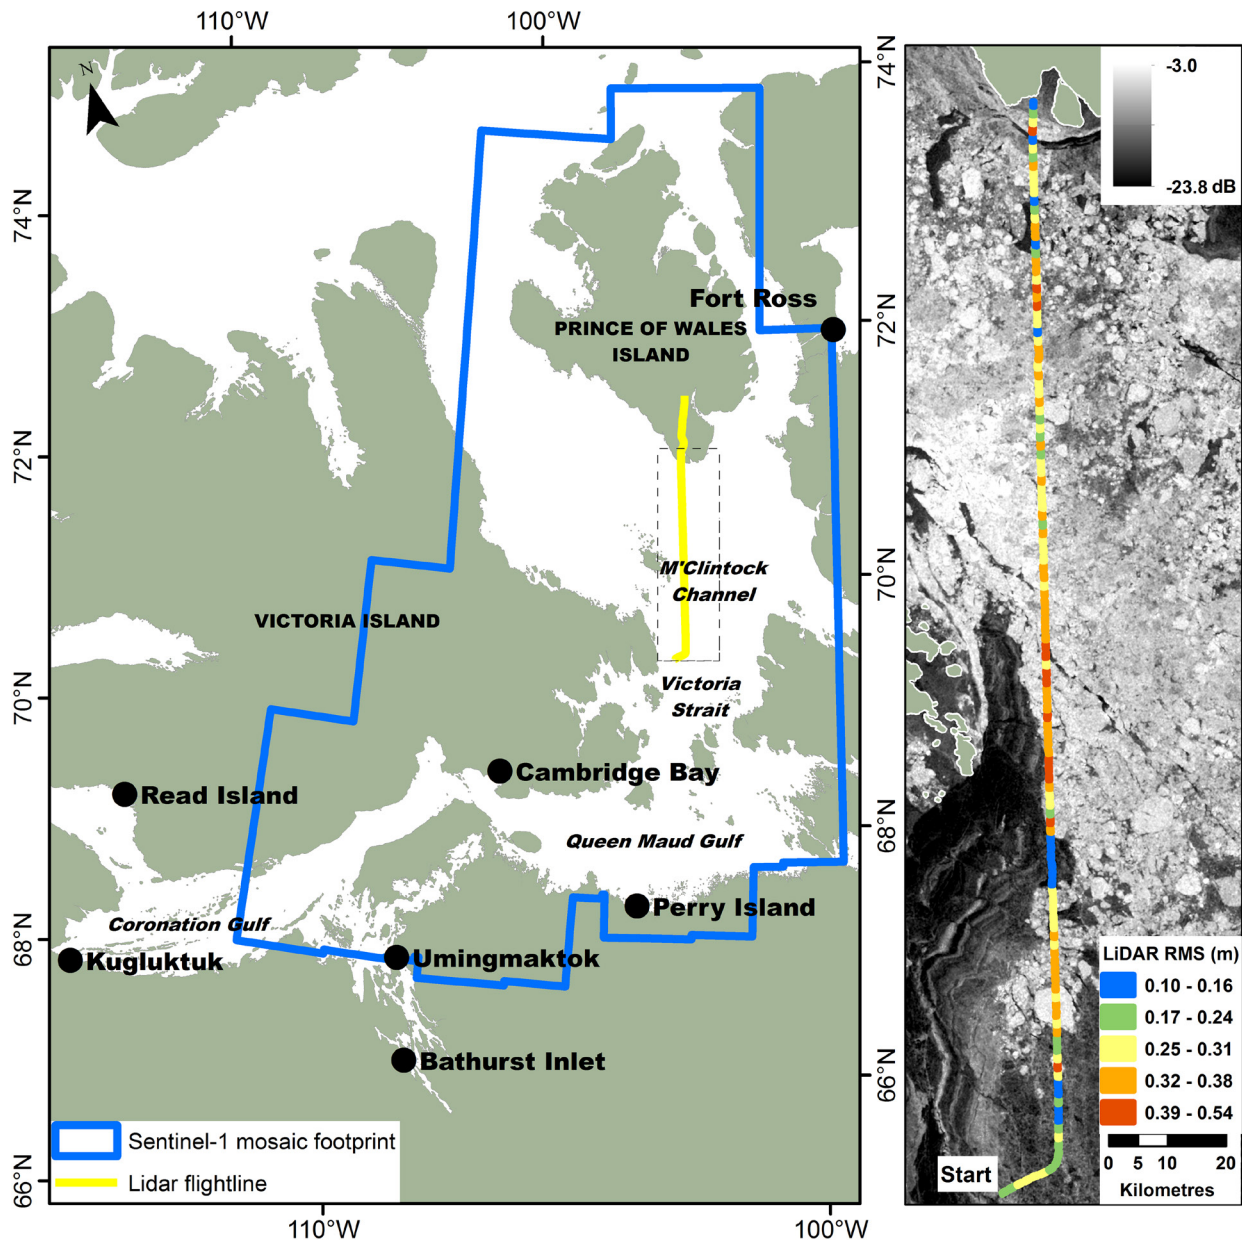 110°W
100°W
N
74°N
72°N
70°N
68°N
66°N
74°N
72°N
70°N
68°N
66°N
Fort Ross
PRINCE OF WALES
ISLAND
M'Clintock
Channel
VICTORIA ISLAND
Victoria
Strait
Cambridge Bay
Read Island
Queen Maud Gulf
Perry Island
Coronation Gulf
Kugluktuk
Umingmaktok
Bathurst Inlet
Sentinel-1 mosaic footprint
Lidar flightline
110°W
100°W
-3.0
-23.8 dB
LiDAR RMS (m)
0.10 - 0.16
0.17 - 0.24
0.25 - 0.31
0.32 - 0.38
0.39 - 0.54
0 5 10 20
Kilometres
Start